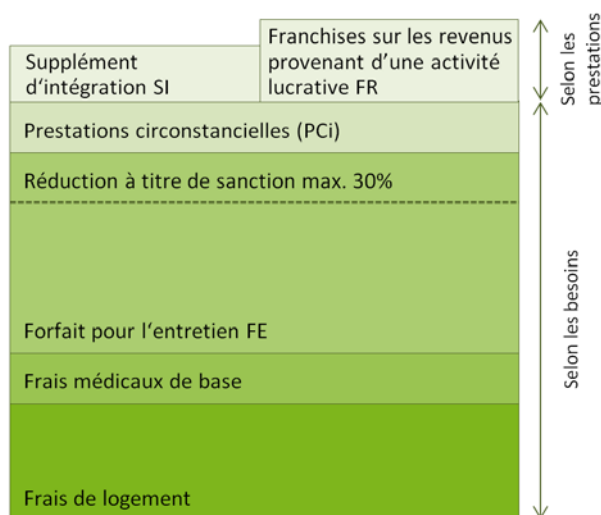 Supplément
d‘intégration SI
Franchises sur les revenus
provenant d’une activité
lucrative FR
Selon les
prestations
Prestations circonstancielles (PCi)
Réduction à titre de sanction max. 30%
Forfait pour l‘entretien FE
Frais médicaux de base
Frais de logement
Selon les besoins